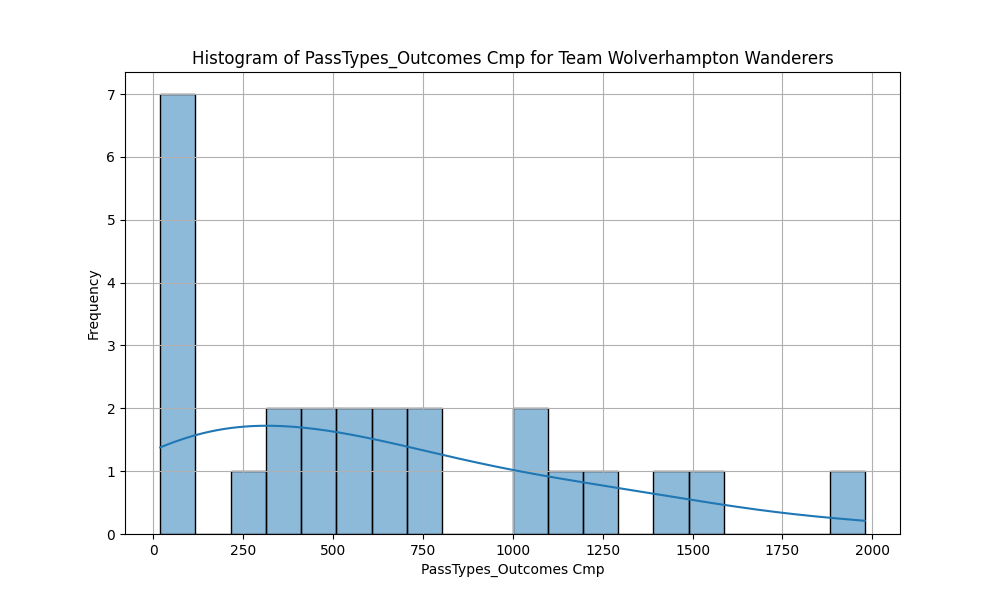 Histogram of PassTypes_Outcomes Cmp for Team Wolverhampton Wanderers
7
6
5
4
3
2
1
0
Frequency
0 250 500 750 1000 1250 1500 1750 2000
PassTypes_Outcomes Cmp